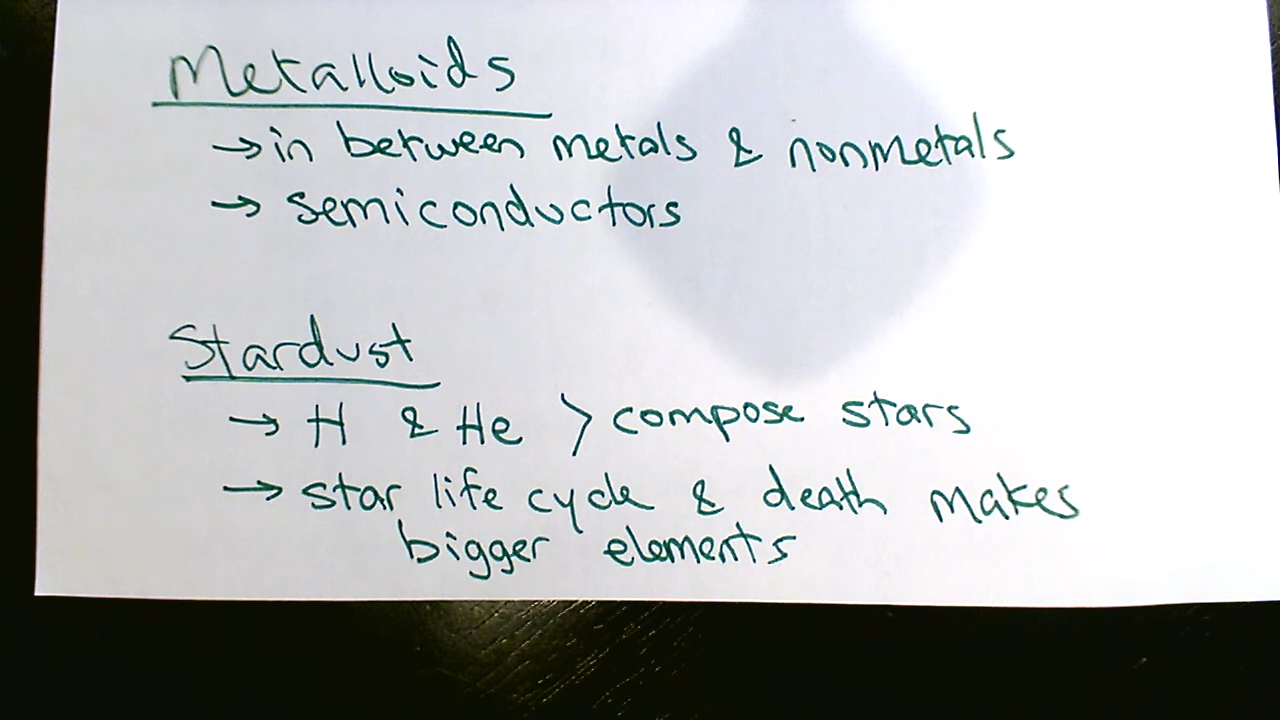 Metalloids
→ in between metals & nonmetals
→ semiconductors
Stardust
→ H & He > compose stars
→ star life cycle & death makes
bigger elements